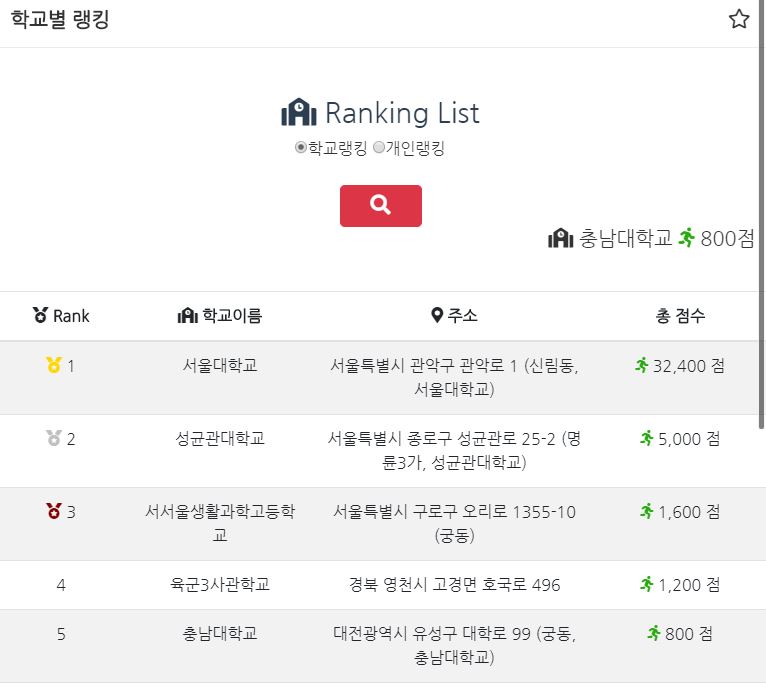 학교별 랭킹
Ranking List
학교랭킹 개인랭킹
충남대학교 800점
Rank 학교이름 주소 총 점수
1 서울대학교 서울특별시 관악구 관악로 1 (신림동, 32,400 점
서울대학교)
2 성균관대학교 서울특별시 종로구 성균관로 25-2 (명 5,000 점
륜3가, 성균관대학교)
3 서서울생활과학고등학 서울특별시 구로구 오리로 1355-10 1,600 점
교 (궁동)
4 육군3사관학교 경북 영천시 고경면 호국로 496 1,200 점
5 충남대학교 대전광역시 유성구 대학로 99 (궁동, 800 점
충남대학교)